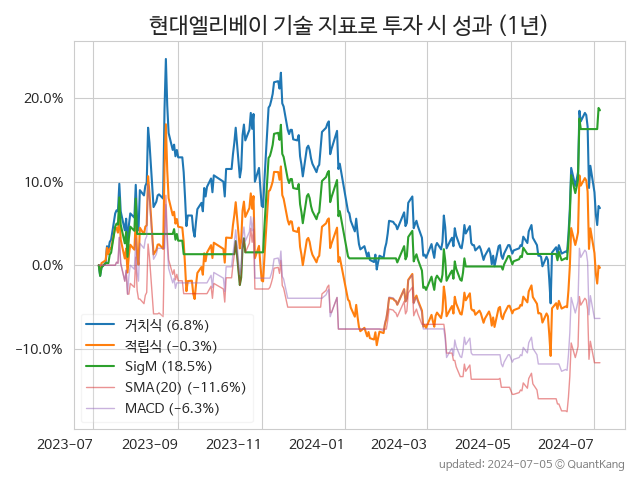 현대엘리베이 기술 지표로 투자 시 성과 (1년)
20.0%
10.0%
0.0%
−10.0%
거치식 (6.8%)
적립식 (−0.3%)
SigM (18.5%)
SMA(20) (−11.6%)
MACD (−6.3%)
2023-07 2023-09 2023-11 2024-01 2024-03 2024-05 2024-07
updated: 2024-07-05 © QuantKang